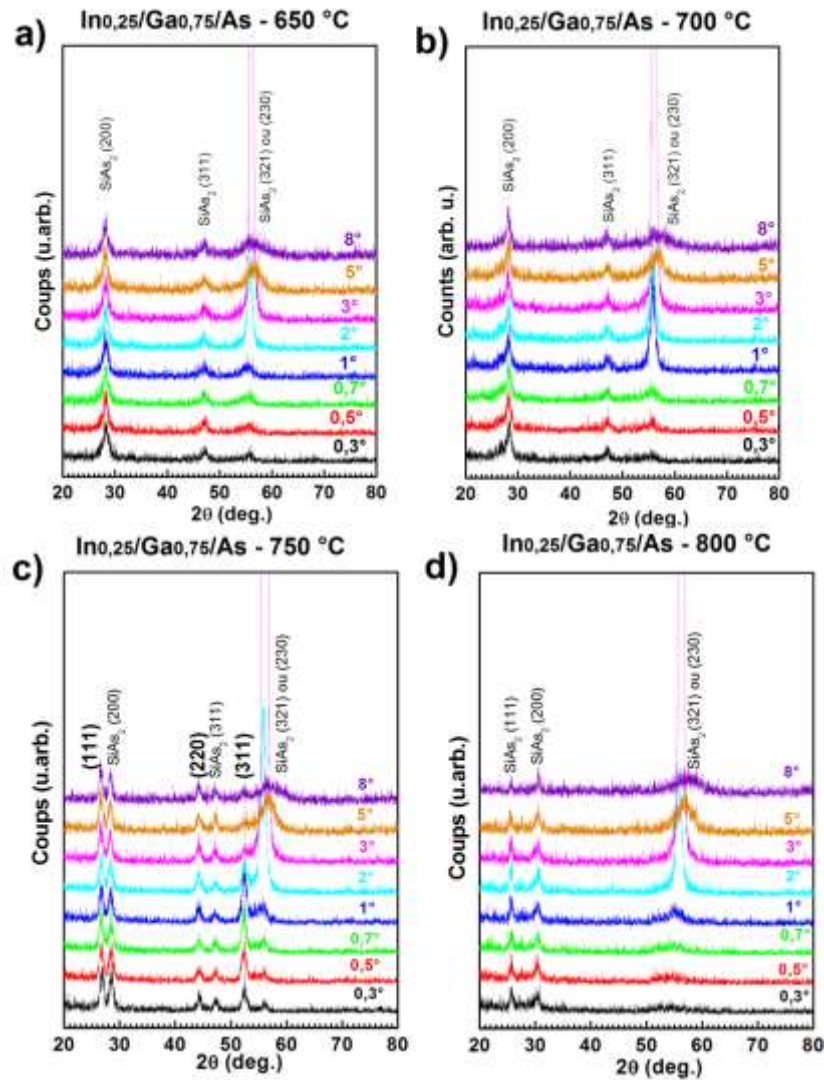 a)
In0,25/Ga0,75/As - 650 °C
Coups (u.arb.)
SiAs2 (200)
SiAs2 (311)
SiAs2 (321) ou (230)
8°
5°
3°
2°
1°
0,7°
0,5°
0,3°
20 30 40 50 60 70 80
2θ (deg.)
b)
In0,25/Ga0,75/As - 700 °C
Counts (arb. u.)
SiAs2 (200)
SiAs2 (311)
SiAs2 (321) ou (230)
8°
5°
3°
2°
1°
0,7°
0,5°
0,3°
20 30 40 50 60 70 80
2θ (deg.)
c)
In0,25/Ga0,75/As - 750 °C
Coups (u.arb.)
(111)
SiAs2 (200)
(220)
SiAs2 (311)
(311)
SiAs2 (321) ou (230)
8°
5°
3°
2°
1°
0,7°
0,5°
0,3°
20 30 40 50 60 70 80
2θ (deg.)
d)
In0,25/Ga0,75/As - 800 °C
Coups (u.arb.)
SiAs2 (111)
SiAs2 (200)
SiAs2 (321) ou (230)
8°
5°
3°
2°
1°
0,7°
0,5°
0,3°
20 30 40 50 60 70 80
2θ (deg.)